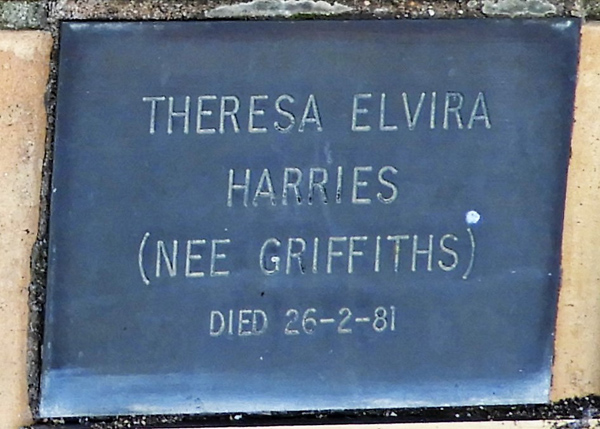 THERESA ELVIRA
HARRIES
(NEE GRIFFITHS)
DIED 26-2-81